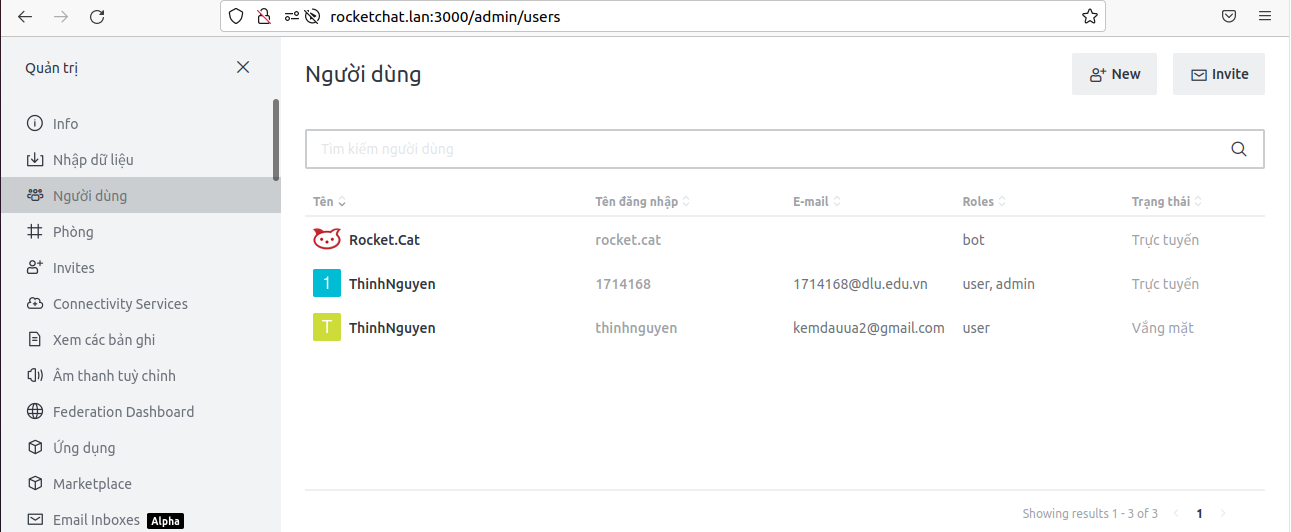 rocketchat.lan:3000/admin/users
Quản trị
Info
Nhập dữ liệu
Người dùng
Phòng
Invites
Connectivity Services
Xem các bản ghi
Âm thanh tuỳ chỉnh
Federation Dashboard
Ứng dụng
Marketplace
Email Inboxes Alpha
Người dùng
New Invite
Tìm kiếm người dùng
Tên Tên đăng nhập E-mail Roles Trạng thái
Rocket.Cat rocket.cat bot Trực tuyến
1 ThinhNguyen 1714168 1714168@dlu.edu.vn user, admin Trực tuyến
T ThinhNguyen thinhnguyen kemdauua2@gmail.com user Vắng mặt
Showing results 1 - 3 of 3 1